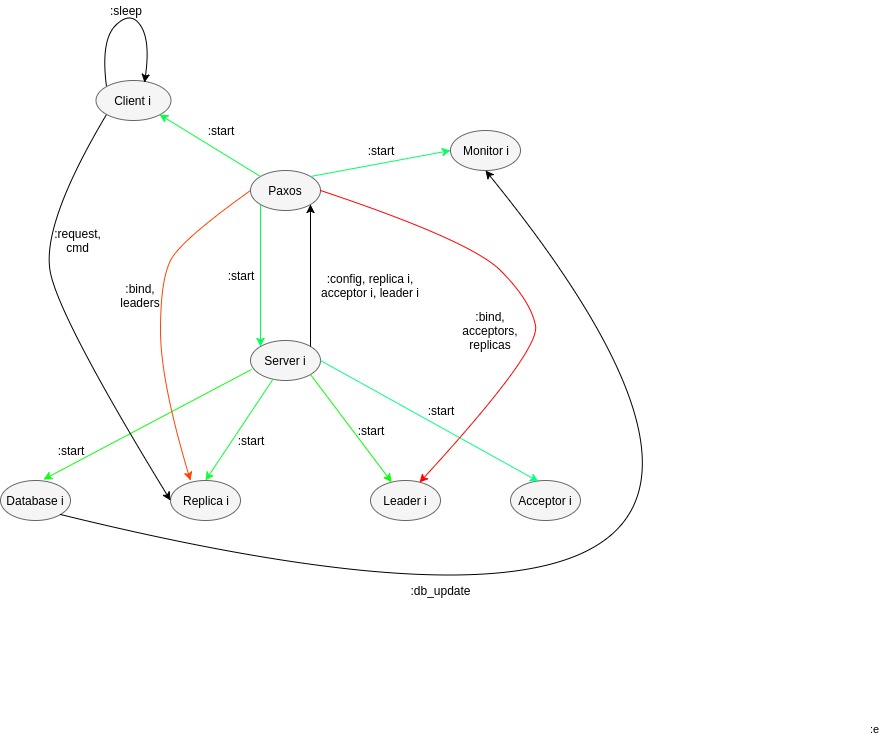 :sleep
Client i
:start
:start
Monitor i
Paxos
:request,
cmd
:start
:config, replica i,
acceptor i, leader i
:bind,
leaders
:bind,
acceptors,
replicas
Server i
:start
:start
:start
:start
Database i
Replica i
Leader i
Acceptor i
:db_update
:e